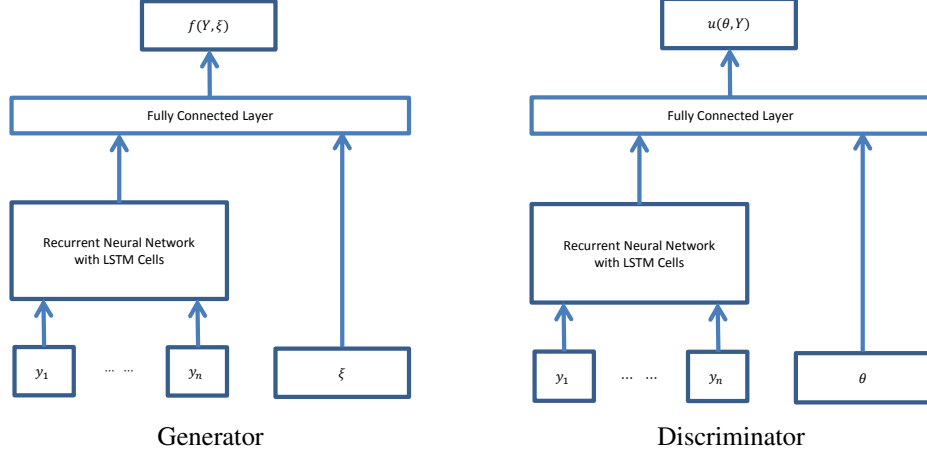 f(Y,ξ)
Fully Connected Layer
Recurrent Neural Network
with LSTM Cells
y₁
... ...
yₙ
ξ
Generator
u(θ,Y)
Fully Connected Layer
Recurrent Neural Network
with LSTM Cells
y₁
... ...
yₙ
θ
Discriminator